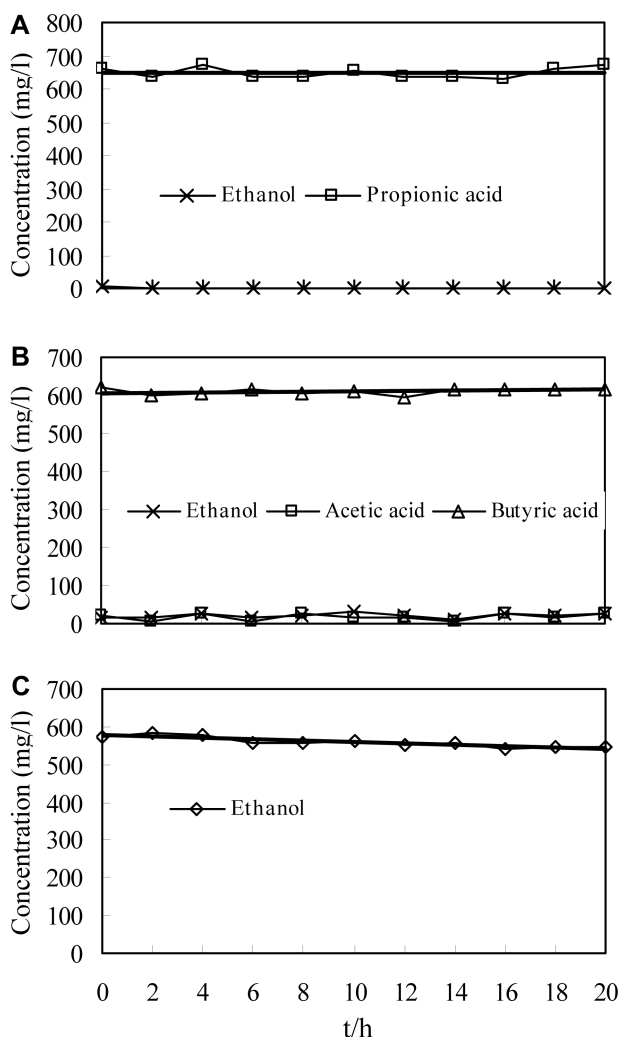 A
Concentration (mg/l)
800
700
600
500
400
300
200
100
0
Ethanol Propionic acid
B
Concentration (mg/l)
700
600
500
400
300
200
100
0
Ethanol Acetic acid Butyric acid
C
Concentration (mg/l)
700
600
500
400
300
200
100
0
Ethanol
0 2 4 6 8 10 12 14 16 18 20
t/h